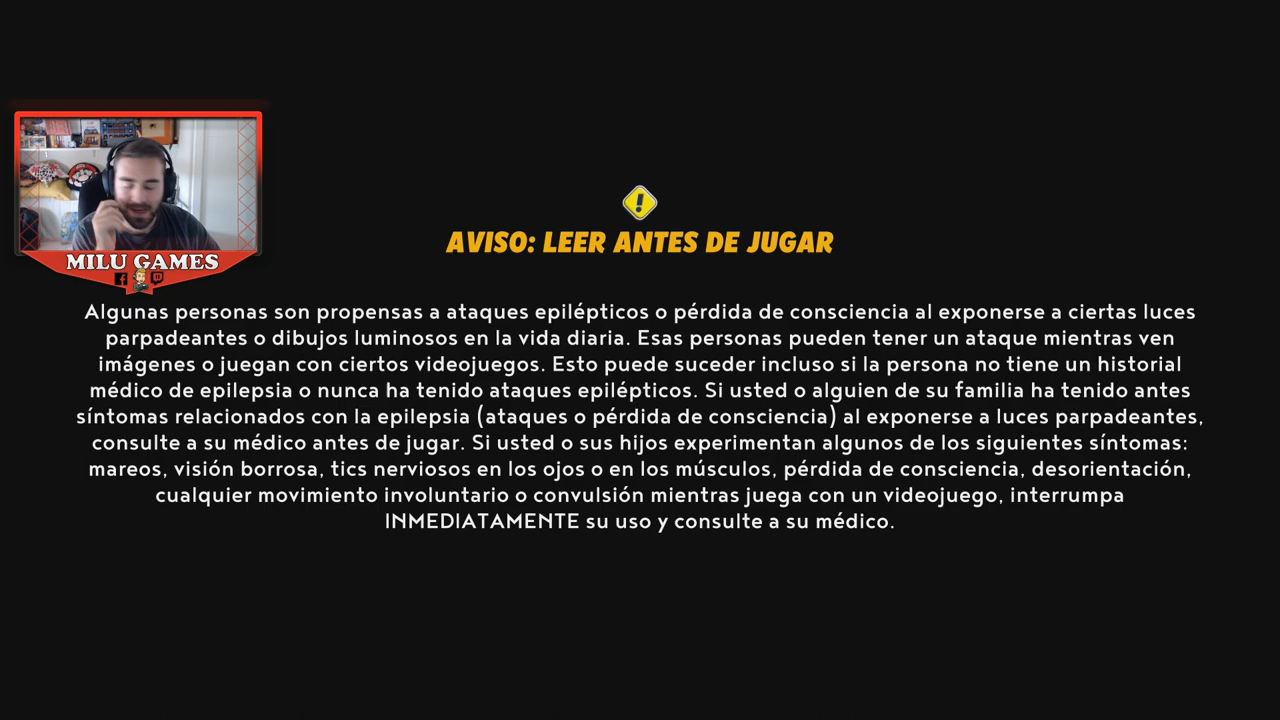 MILU GAMES
AVISO: LEER ANTES DE JUGAR
Algunas personas son propensas a ataques epilépticos o pérdida de consciencia al exponerse a ciertas luces
parpadeantes o dibujos luminosos en la vida diaria. Esas personas pueden tener un ataque mientras ven
imágenes o juegan con ciertos videojuegos. Esto puede suceder incluso si la persona no tiene un historial
médico de epilepsia o nunca ha tenido ataques epilépticos. Si usted o alguien de su familia ha tenido antes
síntomas relacionados con la epilepsia (ataques o pérdida de consciencia) al exponerse a luces parpadeantes,
consulte a su médico antes de jugar. Si usted o sus hijos experimentan algunos de los siguientes síntomas:
mareos, visión borrosa, tics nerviosos en los ojos o en los músculos, pérdida de consciencia, desorientación,
cualquier movimiento involuntario o convulsión mientras juega con un videojuego, interrumpa
INMEDIATAMENTE su uso y consulte a su médico.